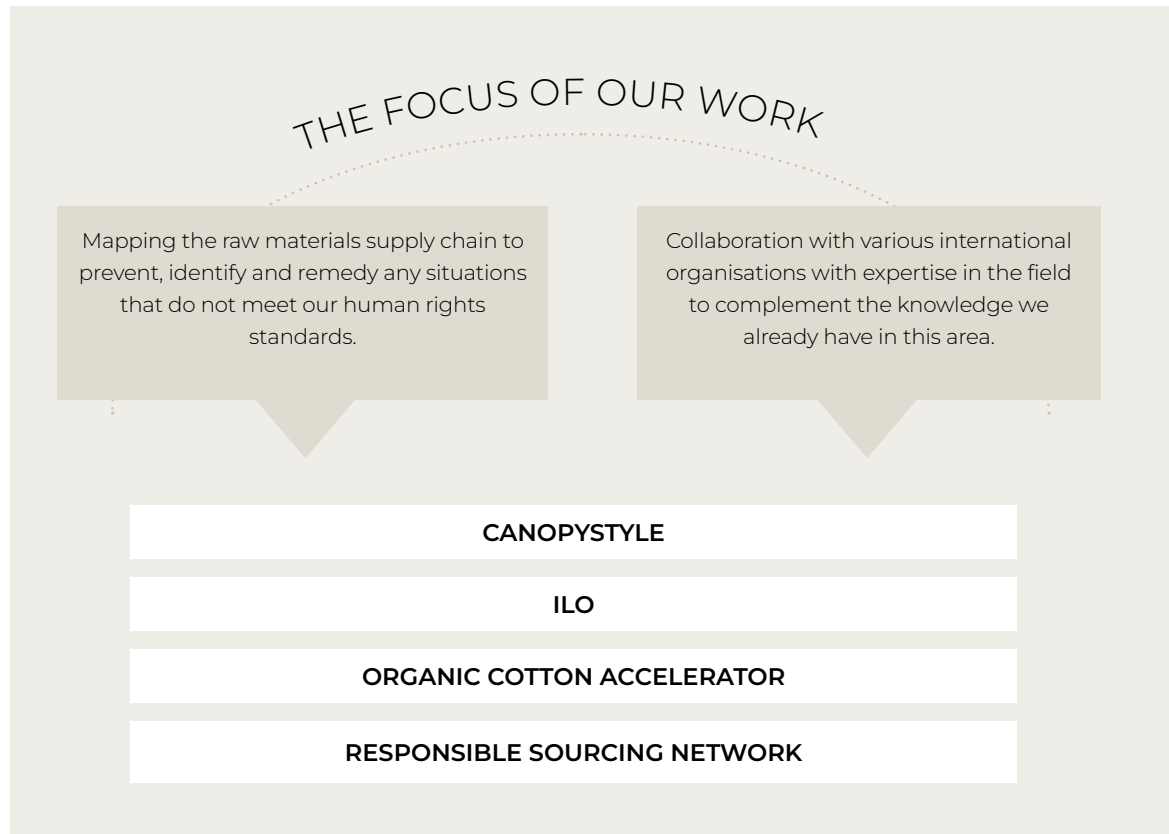 THE FOCUS OF OUR WORK
Mapping the raw materials supply chain to
prevent, identify and remedy any situations
that do not meet our human rights
standards.
Collaboration with various international
organisations with expertise in the field
to complement the knowledge we
already have in this area.
CANOPYSTYLE
ILO
ORGANIC COTTON ACCELERATOR
RESPONSIBLE SOURCING NETWORK